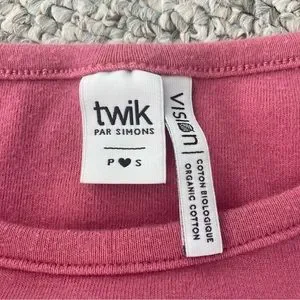 twik
PAR SIMONS
P ♥ S
VISION
COTON BIOLOGIQUE
ORGANIC COTTON